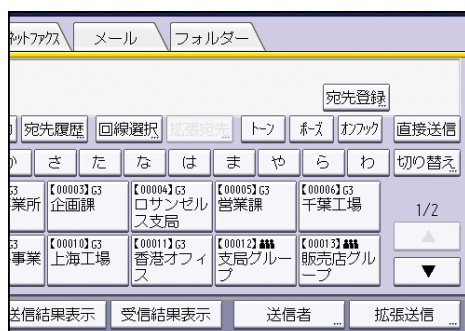 ネットファクス メール フォルダー
宛先登録
宛先履歴 回線選択 拡張宛先 トーン ポーズ オンフック 直接送信
か さ た な は ま や ら わ 切り替え
G3 【00003】G3 【00004】G3 【00005】G3 【00006】G3
業所 企画課 ロサンゼル 営業課 千葉工場 1/2
ス支局
G3 【00010】G3 【00011】G3 【00012】 【00013】
事業 上海工場 香港オフィ 支局グルー 販売店グル
ス プ ープ
送信結果表示 受信結果表示 送信者 拡張送信